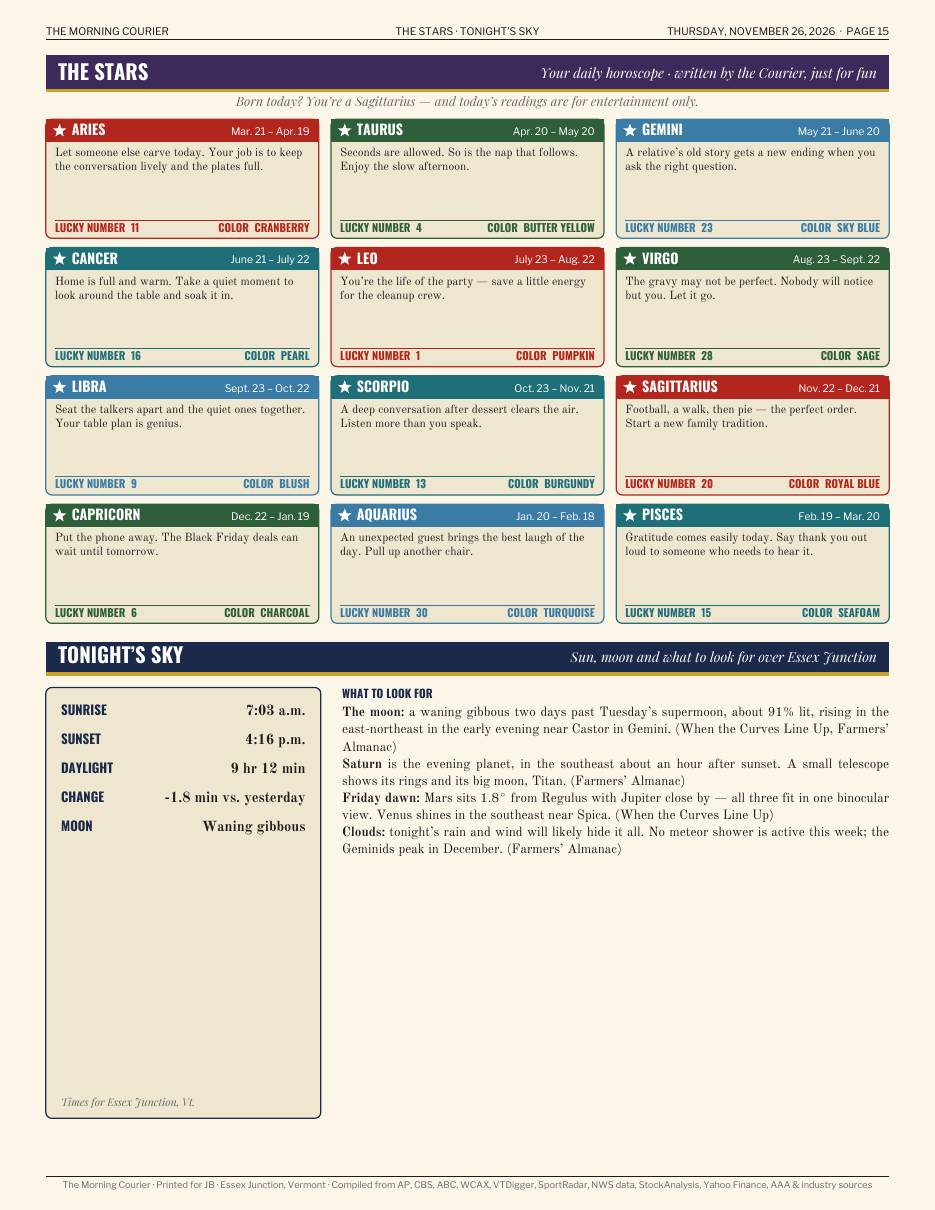 THE MORNING COURIER THE STARS · TONIGHT'S SKY THURSDAY, NOVEMBER 26, 2026 · PAGE 15
THE STARS Your daily horoscope · written by the Courier, just for fun
Born today? You're a Sagittarius — and today's readings are for entertainment only.
★ ARIES Mar. 21 – Apr. 19
Let someone else carve today. Your job is to keep
the conversation lively and the plates full.
LUCKY NUMBER 11 COLOR CRANBERRY
★ TAURUS Apr. 20 – May 20
Seconds are allowed. So is the nap that follows.
Enjoy the slow afternoon.
LUCKY NUMBER 4 COLOR BUTTER YELLOW
★ GEMINI May 21 – June 20
A relative's old story gets a new ending when you
ask the right question.
LUCKY NUMBER 23 COLOR SKY BLUE
★ CANCER June 21 – July 22
Home is full and warm. Take a quiet moment to
look around the table and soak it in.
LUCKY NUMBER 16 COLOR PEARL
★ LEO July 23 – Aug. 22
You're the life of the party — save a little energy
for the cleanup crew.
LUCKY NUMBER 1 COLOR PUMPKIN
★ VIRGO Aug. 23 – Sept. 22
The gravy may not be perfect. Nobody will notice
but you. Let it go.
LUCKY NUMBER 28 COLOR SAGE
★ LIBRA Sept. 23 – Oct. 22
Seat the talkers apart and the quiet ones together.
Your table plan is genius.
LUCKY NUMBER 9 COLOR BLUSH
★ SCORPIO Oct. 23 – Nov. 21
A deep conversation after dessert clears the air.
Listen more than you speak.
LUCKY NUMBER 13 COLOR BURGUNDY
★ SAGITTARIUS Nov. 22 – Dec. 21
Football, a walk, then pie — the perfect order.
Start a new family tradition.
LUCKY NUMBER 20 COLOR ROYAL BLUE
★ CAPRICORN Dec. 22 – Jan. 19
Put the phone away. The Black Friday deals can
wait until tomorrow.
LUCKY NUMBER 6 COLOR CHARCOAL
★ AQUARIUS Jan. 20 – Feb. 18
An unexpected guest brings the best laugh of the
day. Pull up another chair.
LUCKY NUMBER 30 COLOR TURQUOISE
★ PISCES Feb. 19 – Mar. 20
Gratitude comes easily today. Say thank you out
loud to someone who needs to hear it.
LUCKY NUMBER 15 COLOR SEAFOAM
TONIGHT'S SKY Sun, moon and what to look for over Essex Junction
SUNRISE 7:03 a.m.
SUNSET 4:16 p.m.
DAYLIGHT 9 hr 12 min
CHANGE -1.8 min vs. yesterday
MOON Waning gibbous
Times for Essex Junction, Vt.
WHAT TO LOOK FOR
The moon: a waning gibbous two days past Tuesday's supermoon, about 91% lit, rising in the
east-northeast in the early evening near Castor in Gemini. (When the Curves Line Up, Farmers'
Almanac)
Saturn is the evening planet, in the southeast about an hour after sunset. A small telescope
shows its rings and its big moon, Titan. (Farmers' Almanac)
Friday dawn: Mars sits 1.8° from Regulus with Jupiter close by — all three fit in one binocular
view. Venus shines in the southeast near Spica. (When the Curves Line Up)
Clouds: tonight's rain and wind will likely hide it all. No meteor shower is active this week; the
Geminids peak in December. (Farmers' Almanac)
The Morning Courier · Printed for JB · Essex Junction, Vermont · Compiled from AP, CBS, ABC, WCAX, VTDigger, SportRadar, NWS data, StockAnalysis, Yahoo Finance, AAA & industry sources